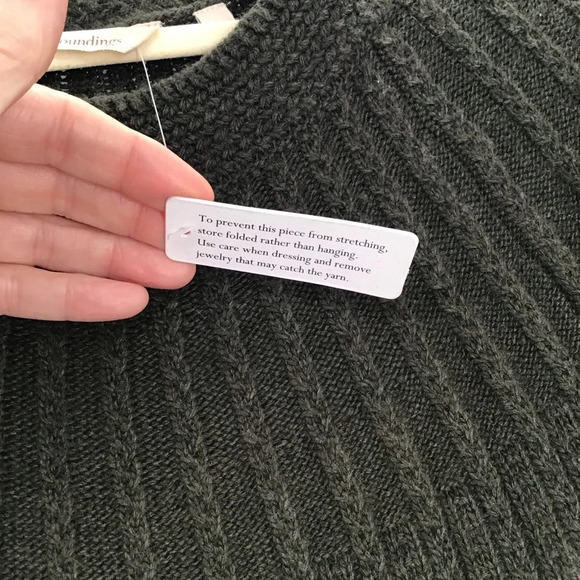 oundings
To prevent this piece from stretching,
store folded rather than hanging.
Use care when dressing and remove
jewelry that may catch the yarn.